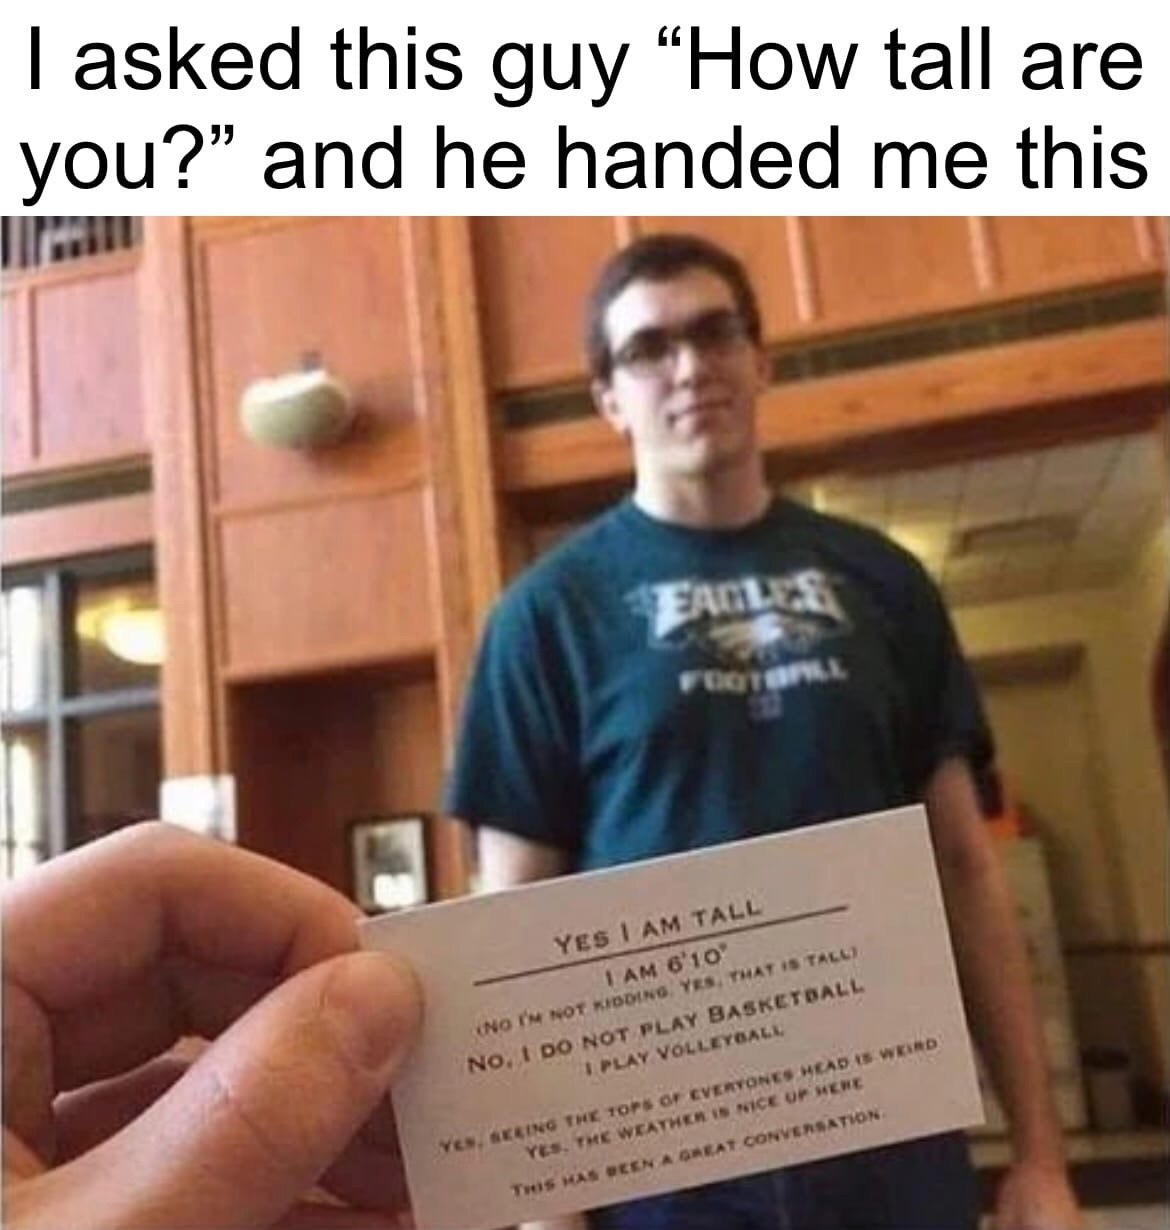 I asked this guy “How tall are
you?” and he handed me this
EAGLES
FOOTBALL
YES I AM TALL
I AM 6'10"
(NO I'M NOT KIDDING. YES, THAT IS TALL)
NO, I DO NOT PLAY BASKETBALL
I PLAY VOLLEYBALL
YES, SEEING THE TOPS OF EVERYONES HEAD IS WEIRD
YES, THE WEATHER IS NICE UP HERE
THIS HAS BEEN A GREAT CONVERSATION.